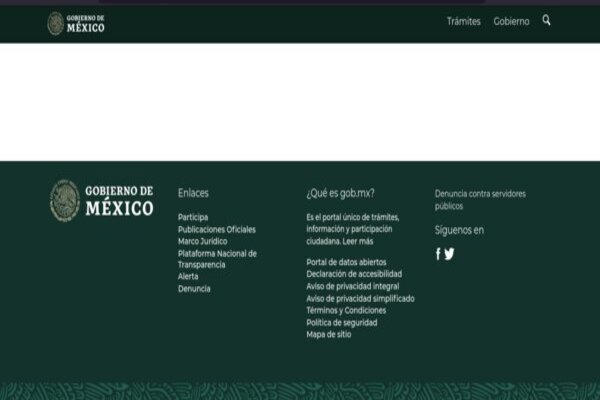 GOBIERNO DE
MÉXICO
Trámites Gobierno
GOBIERNO DE
MÉXICO
Enlaces
Participa
Publicaciones Oficiales
Marco Jurídico
Plataforma Nacional de
Transparencia
Alerta
Denuncia
¿Qué es gob.mx?
Es el portal único de trámites,
información y participación
ciudadana. Leer más
Portal de datos abiertos
Declaración de accesibilidad
Aviso de privacidad integral
Aviso de privacidad simplificado
Términos y Condiciones
Política de seguridad
Mapa de sitio
Denuncia contra servidores
públicos
Síguenos en